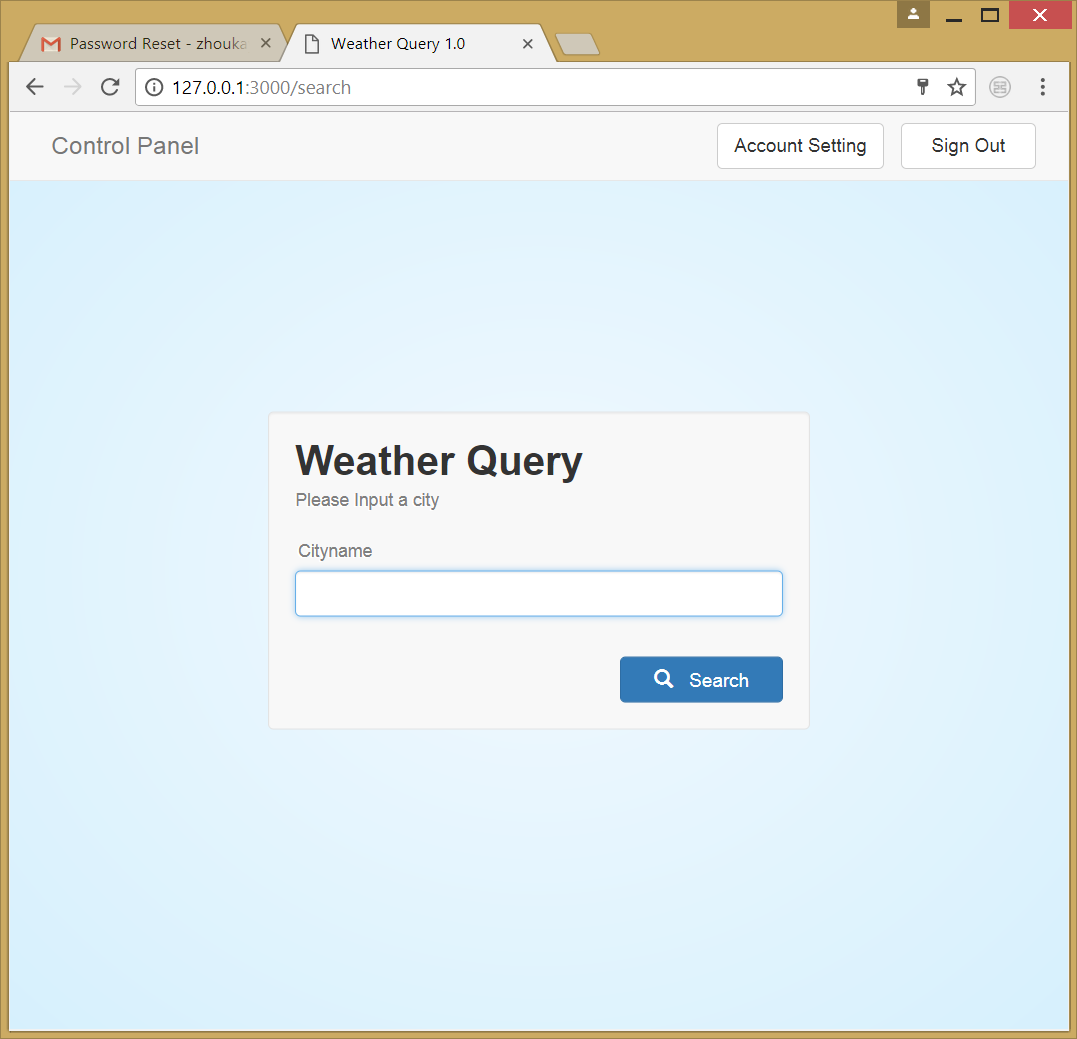 Password Reset - zhouka
Weather Query 1.0
127.0.0.1:3000/search
Control Panel
Account Setting
Sign Out
Weather Query
Please Input a city
Cityname
Search